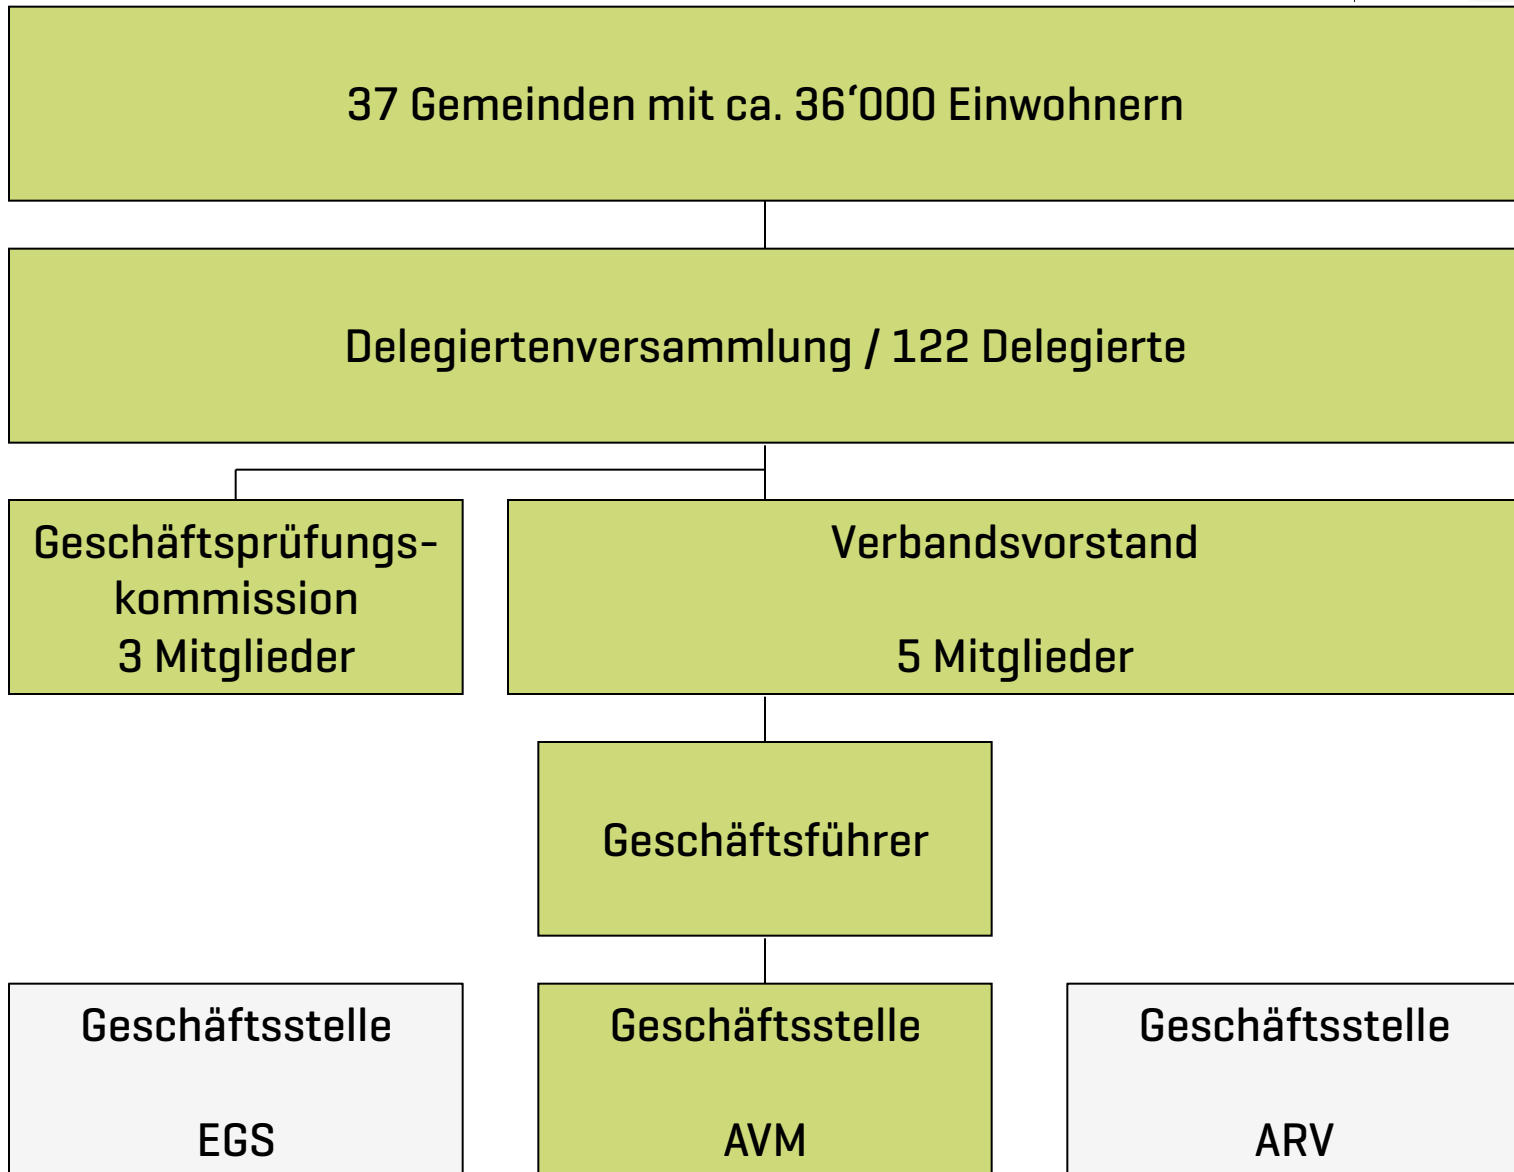 37 Gemeinden mit ca. 36‘000 Einwohnern
Delegiertenversammlung / 122 Delegierte
Geschäftsprüfungs-
kommission
3 Mitglieder
Verbandsvorstand
5 Mitglieder
Geschäftsführer
Geschäftsstelle
EGS
Geschäftsstelle
AVM
Geschäftsstelle
ARV